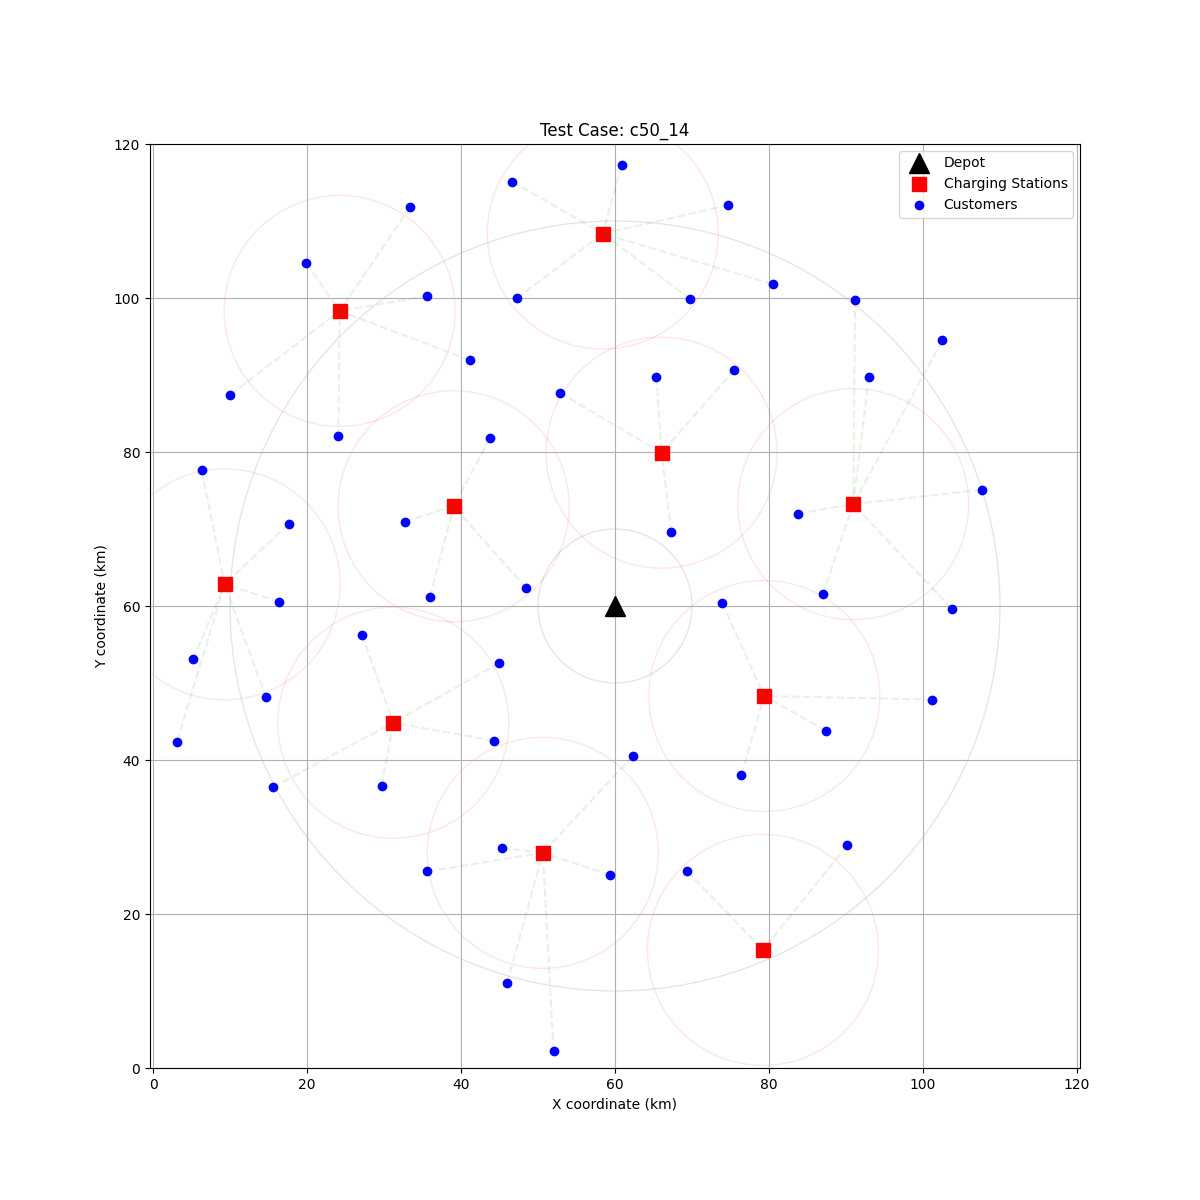 Test Case: c50_14
Depot
Charging Stations
Customers
120
100
80
60
40
20
0
Y coordinate (km)
0 20 40 60 80 100 120
X coordinate (km)